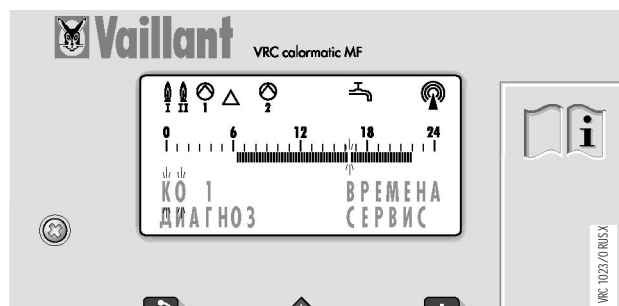 Vaillant
VRC calormatic MF
I II 1 2
0 6 12 18 24
КО 1 ВРЕМЕНА
ДИАГНОЗ СЕРВИС
i
VRC 1023/0 RUSX